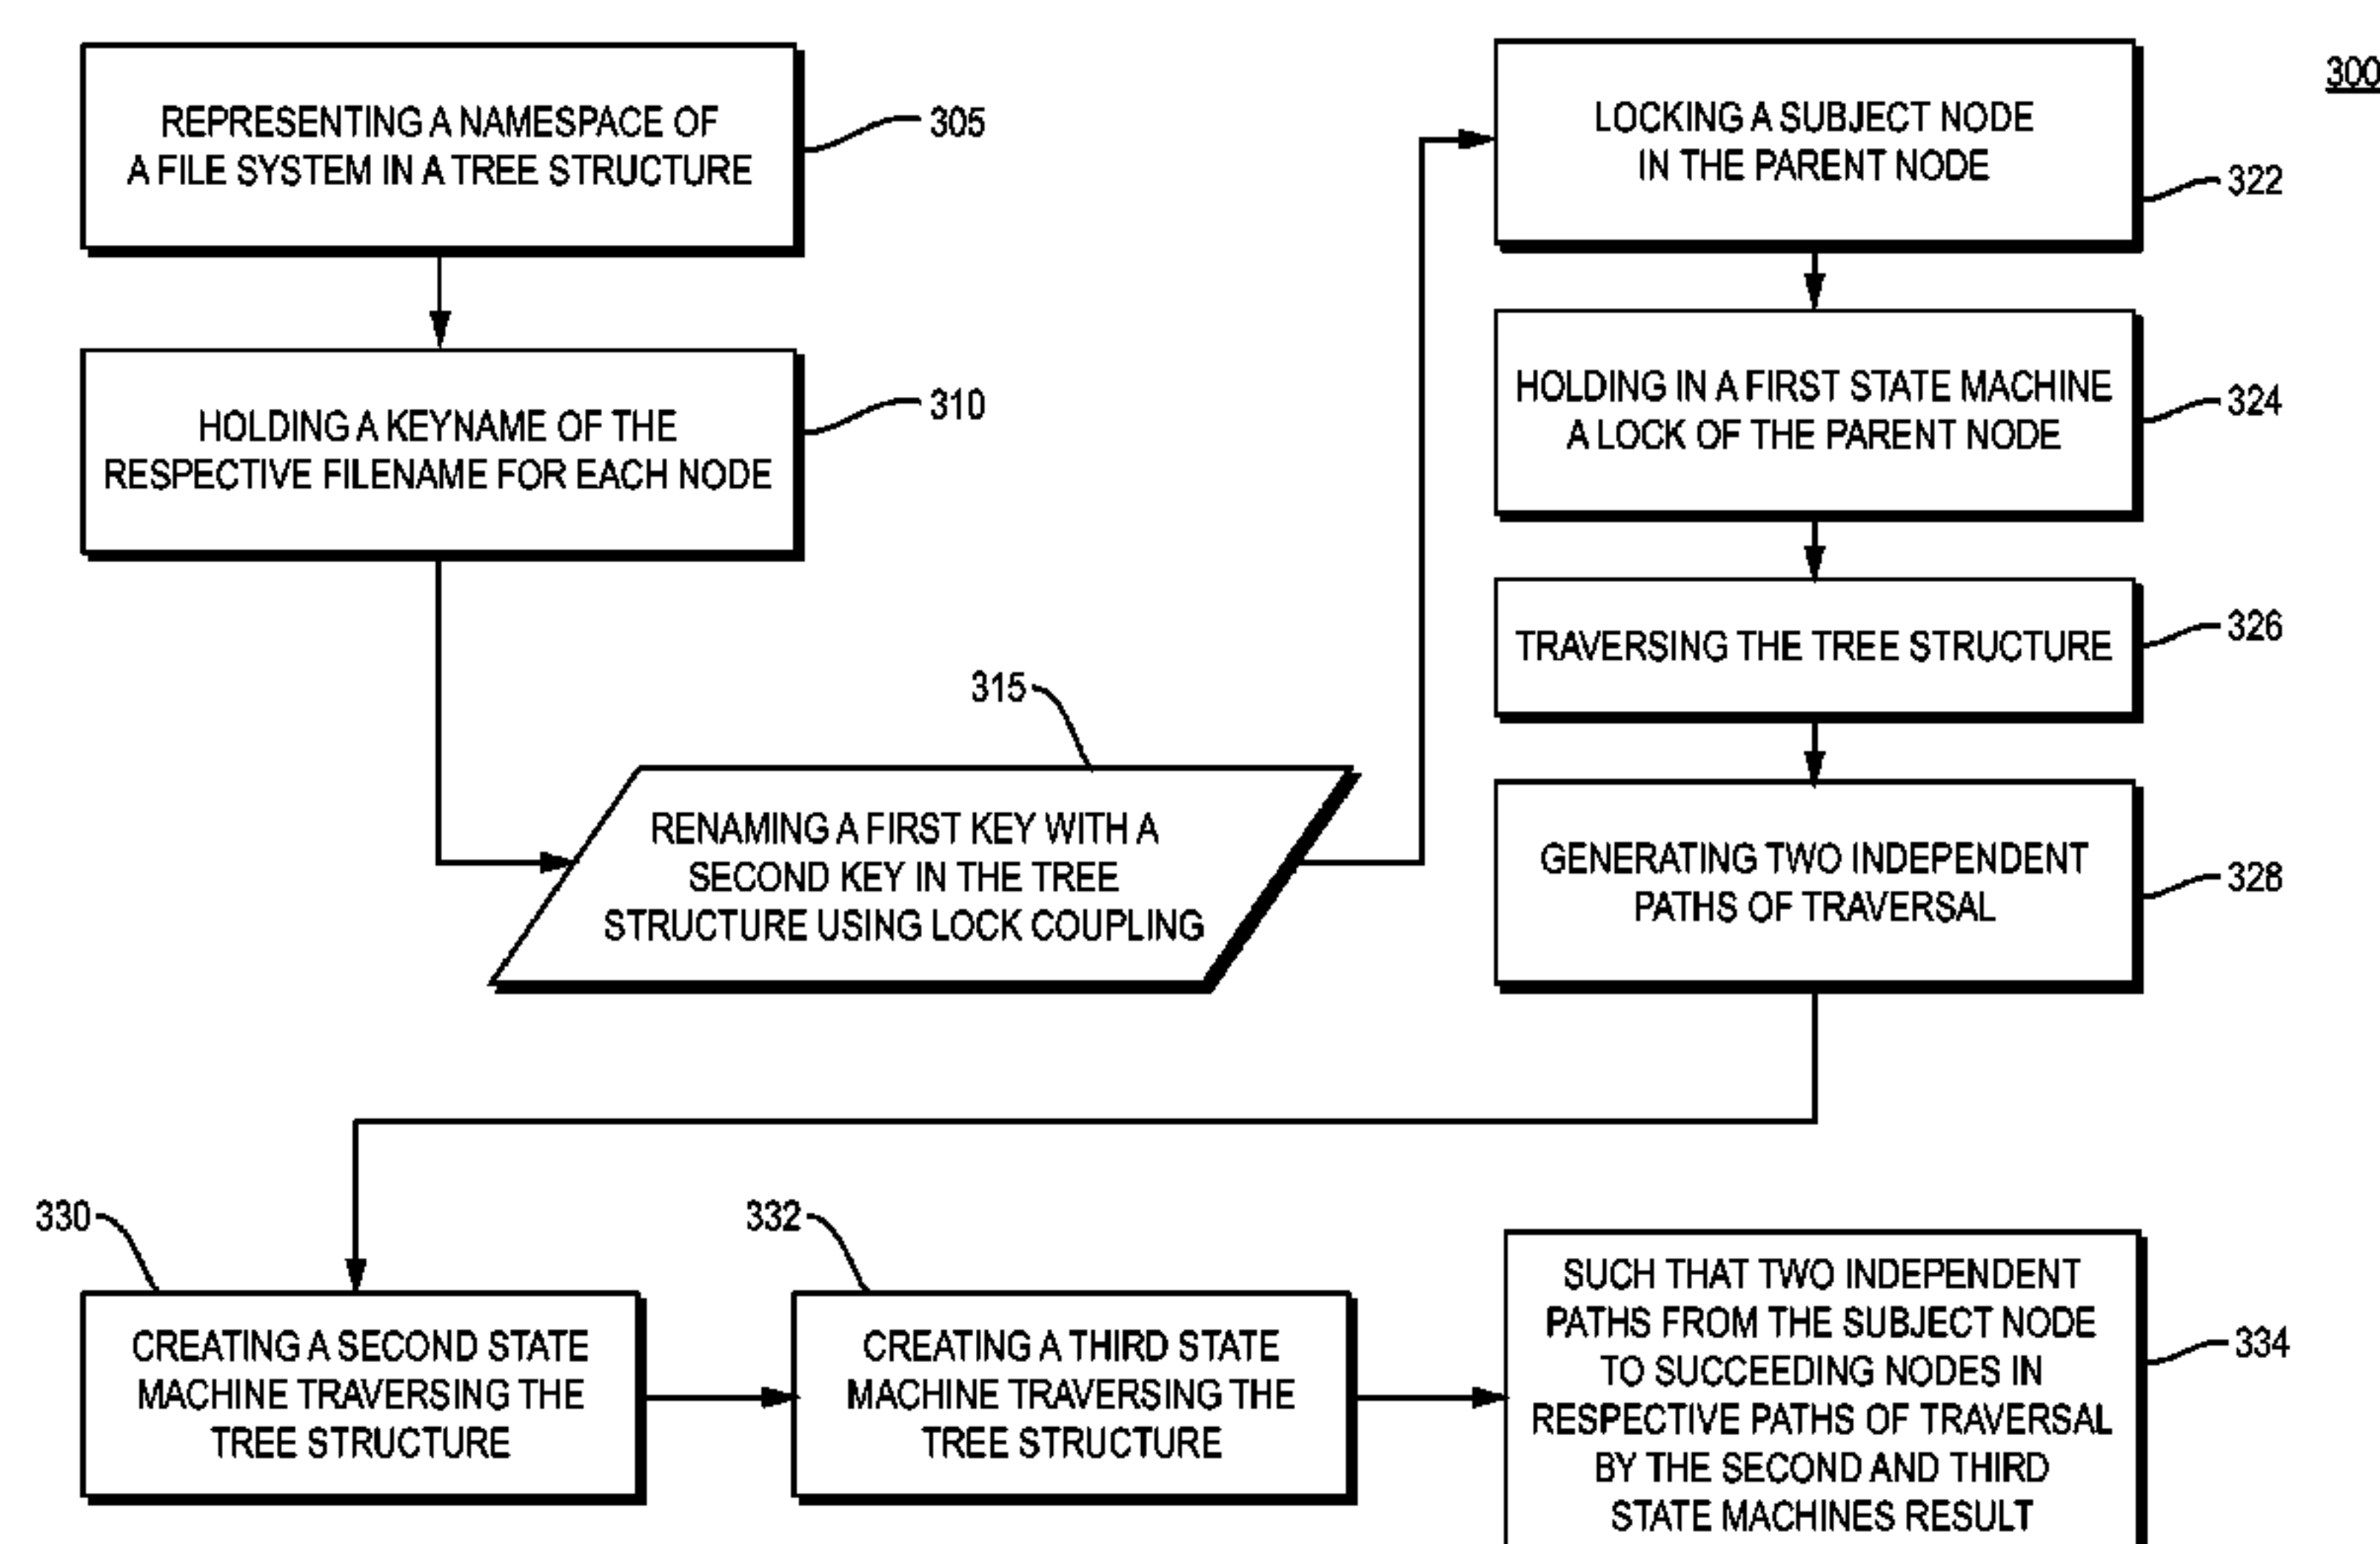 300
REPRESENTING A NAMESPACE OF
A FILE SYSTEM IN A TREE STRUCTURE
305
HOLDING A KEYNAME OF THE
RESPECTIVE FILENAME FOR EACH NODE
310
315
RENAMING A FIRST KEY WITH A
SECOND KEY IN THE TREE
STRUCTURE USING LOCK COUPLING
LOCKING A SUBJECT NODE
IN THE PARENT NODE
322
HOLDING IN A FIRST STATE MACHINE
A LOCK OF THE PARENT NODE
324
TRAVERSING THE TREE STRUCTURE
326
GENERATING TWO INDEPENDENT
PATHS OF TRAVERSAL
328
330
CREATING A SECOND STATE
MACHINE TRAVERSING THE
TREE STRUCTURE
332
CREATING A THIRD STATE
MACHINE TRAVERSING THE
TREE STRUCTURE
SUCH THAT TWO INDEPENDENT
PATHS FROM THE SUBJECT NODE
TO SUCCEEDING NODES IN
RESPECTIVE PATHS OF TRAVERSAL
BY THE SECOND AND THIRD
STATE MACHINES RESULT
334